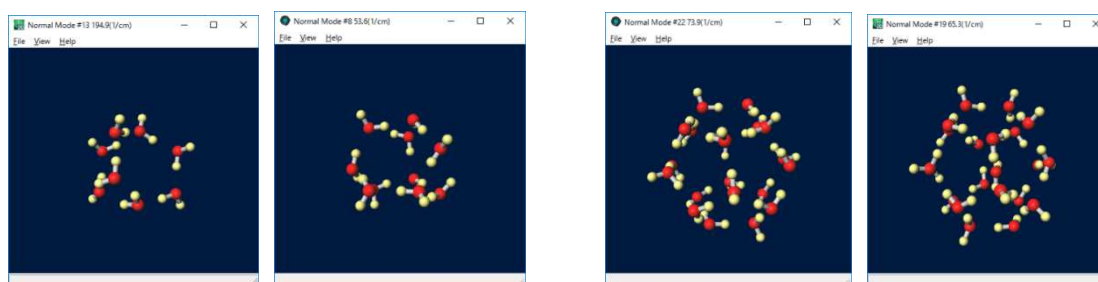 Normal Mode #13 194.9(1/cm)
File View Help
Normal Mode #8 53.6(1/cm)
File View Help
Normal Mode #22 73.9(1/cm)
File View Help
Normal Mode #19 65.3(1/cm)
File View Help